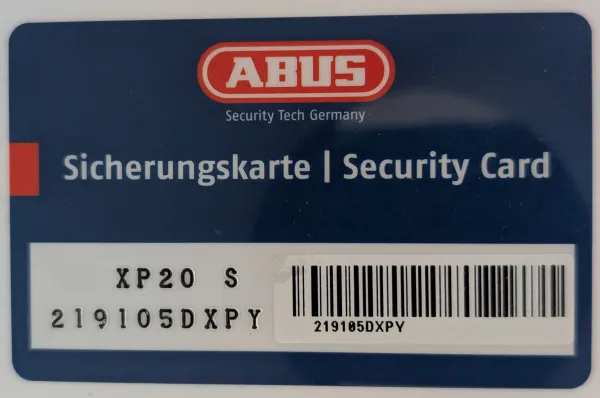 ABUS
Security Tech Germany
Sicherungskarte | Security Card
XP20 S
219105DXPY
219105DXPY